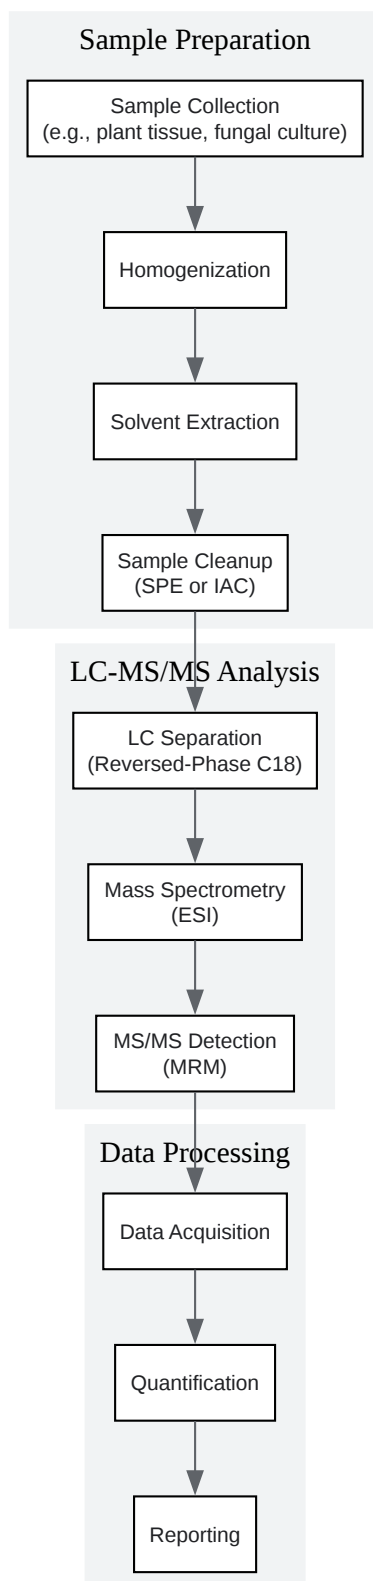 Sample Preparation
Sample Collection
(e.g., plant tissue, fungal culture)
Homogenization
Solvent Extraction
Sample Cleanup
(SPE or IAC)
LC-MS/MS Analysis
LC Separation
(Reversed-Phase C18)
Mass Spectrometry
(ESI)
MS/MS Detection
(MRM)
Data Processing
Data Acquisition
Quantification
Reporting